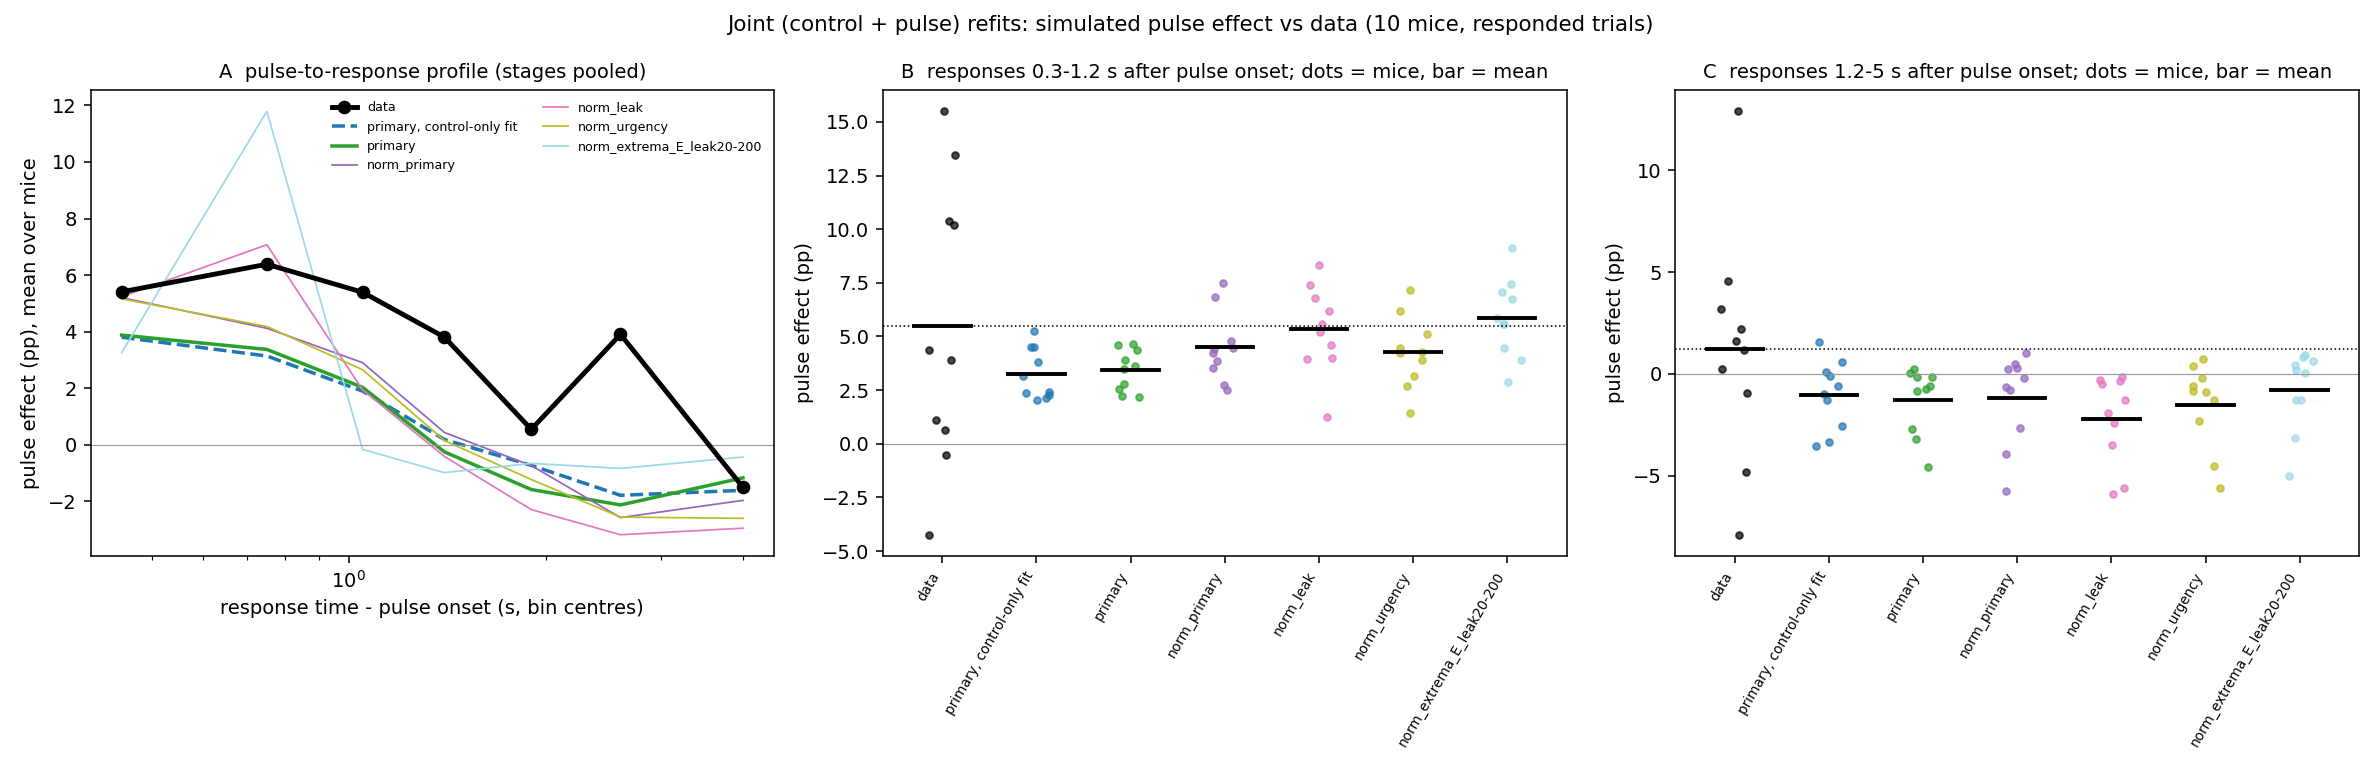 Joint (control + pulse) refits: simulated pulse effect vs data (10 mice, responded trials)
A  pulse-to-response profile (stages pooled)
12
10
8
6
4
2
0
−2
pulse effect (pp), mean over mice
data
primary, control-only fit
primary
norm_primary
norm_leak
norm_urgency
norm_extrema_E_leak20-200
10⁰
response time - pulse onset (s, bin centres)
B  responses 0.3-1.2 s after pulse onset; dots = mice, bar = mean
15.0
12.5
10.0
7.5
5.0
2.5
0.0
−2.5
−5.0
pulse effect (pp)
data
primary, control-only fit
primary
norm_primary
norm_leak
norm_urgency
norm_extrema_E_leak20-200
C  responses 1.2-5 s after pulse onset; dots = mice, bar = mean
10
5
0
−5
pulse effect (pp)
data
primary, control-only fit
primary
norm_primary
norm_leak
norm_urgency
norm_extrema_E_leak20-200